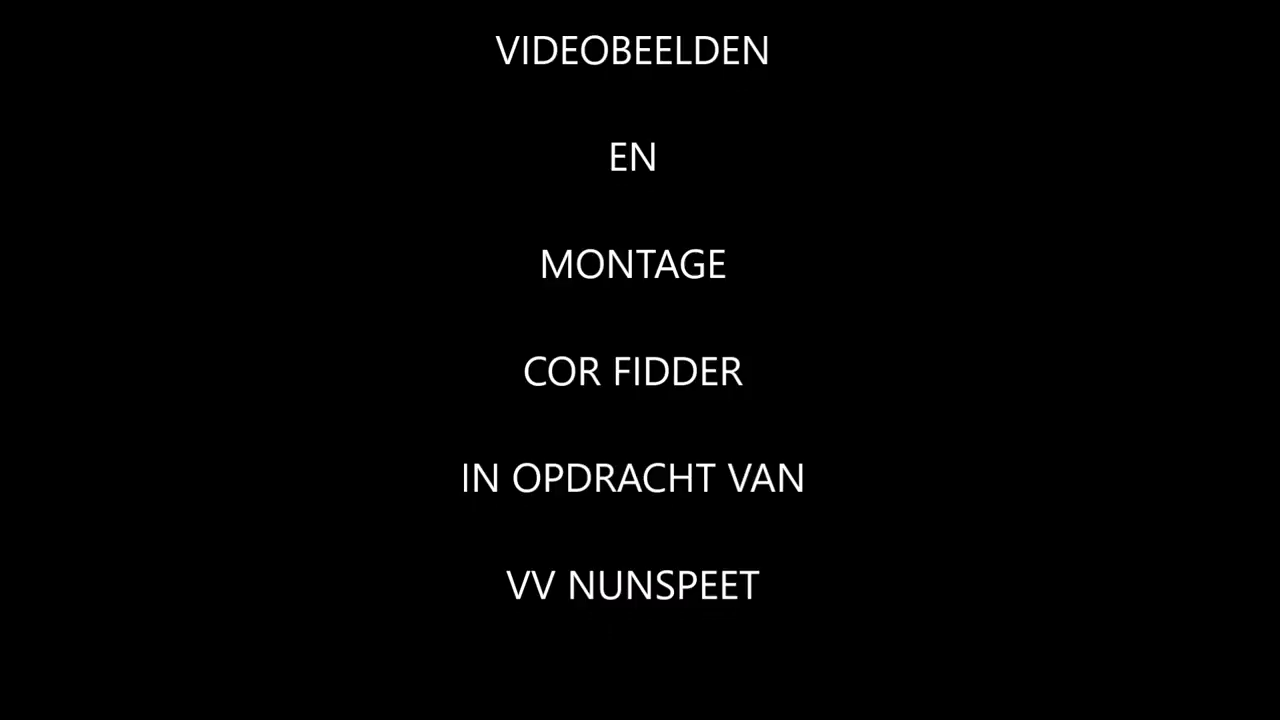 VIDEOBEELDEN
EN
MONTAGE
COR FIDDER
IN OPDRACHT VAN
VV NUNSPEET